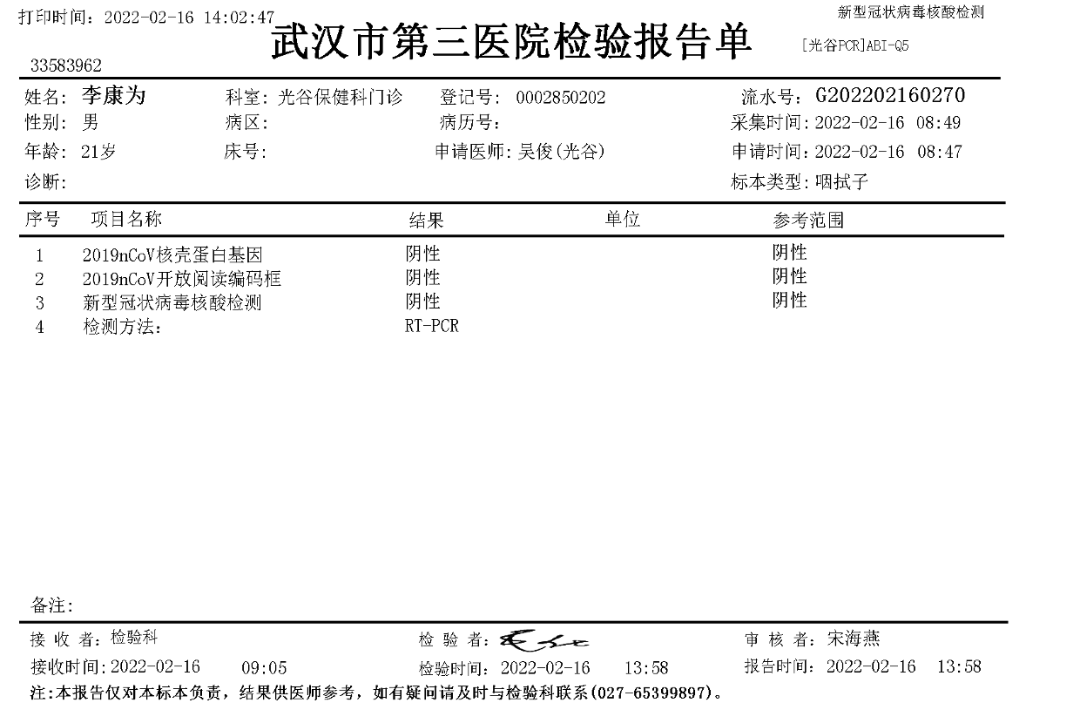 打印时间: 2022-02-16 14:02:47
新型冠状病毒核酸检测
武汉市第三医院检验报告单
[光谷PCR]ABI-Q5
33583962
姓名: 李康为 科室: 光谷保健科门诊 登记号: 0002850202 流水号: G202202160270
性别: 男 病区: 病历号: 采集时间: 2022-02-16 08:49
年龄: 21岁 床号: 申请医师: 吴俊(光谷) 申请时间: 2022-02-16 08:47
诊断: 标本类型: 咽拭子
序号 项目名称 结果 单位 参考范围
1 2019nCoV核壳蛋白基因 阴性 阴性
2 2019nCoV开放阅读编码框 阴性 阴性
3 新型冠状病毒核酸检测 阴性 阴性
4 检测方法: RT-PCR
备注:
接 收 者: 检验科 检 验 者: 审 核 者: 宋海燕
接收时间: 2022-02-16 09:05 检验时间: 2022-02-16 13:58 报告时间: 2022-02-16 13:58
注:本报告仅对本标本负责, 结果供医师参考, 如有疑问请及时与检验科联系(027-65399897)。